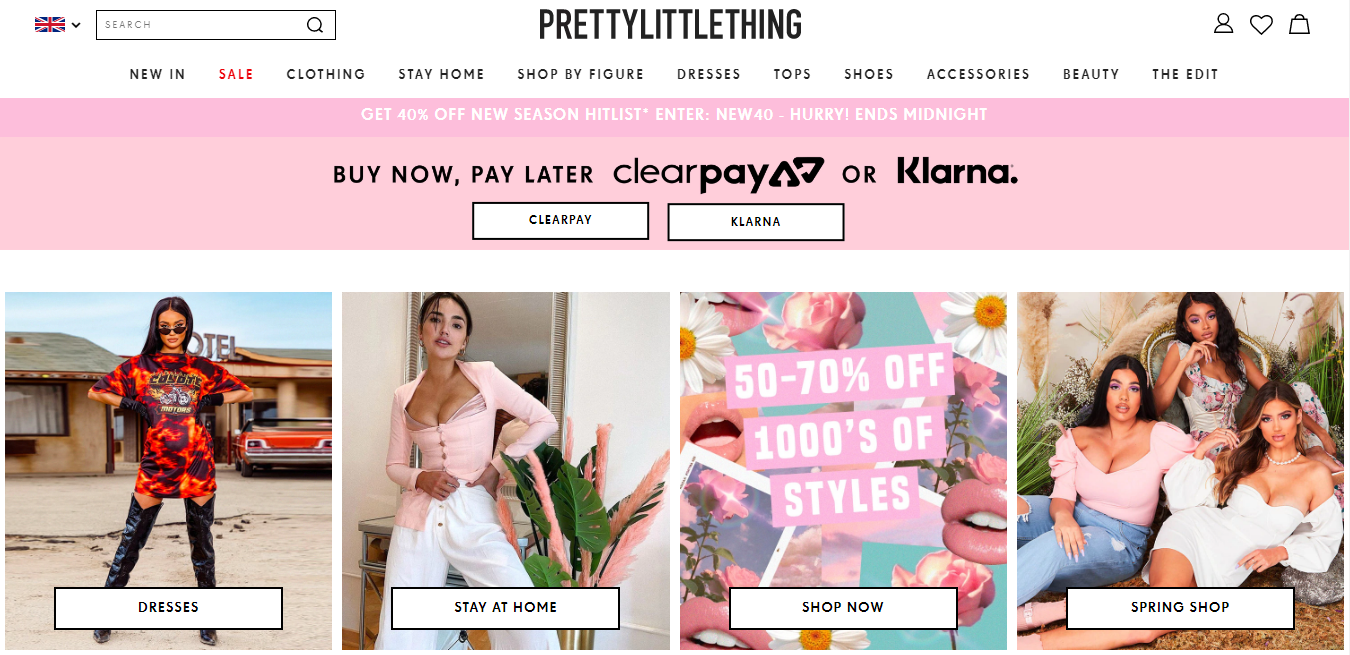 SEARCH
PRETTYLITTLETHING
NEW IN SALE CLOTHING STAY HOME SHOP BY FIGURE DRESSES TOPS SHOES ACCESSORIES BEAUTY THE EDIT
GET 40% OFF NEW SEASON HITLIST* ENTER: NEW40 - HURRY! ENDS MIDNIGHT
BUY NOW, PAY LATER clearpay OR Klarna.
CLEARPAY
KLARNA
OTEL
COYOTE
MOTORS
DRESSES
STAY AT HOME
50-70% OFF
1000'S OF
STYLES
SHOP NOW
SPRING SHOP